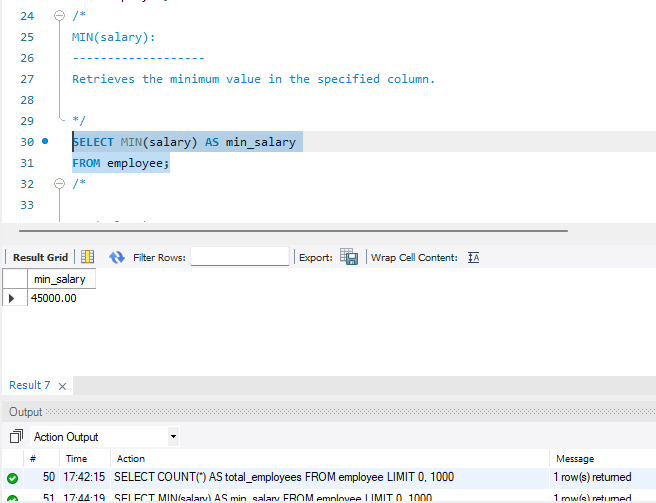 24 /*
25 MIN(salary):
26 -------------------
27 Retrieves the minimum value in the specified column.
28
29 */
30 SELECT MIN(salary) AS min_salary
31 FROM employee;
32 /*
33
Result Grid Filter Rows: Export: Wrap Cell Content:
min_salary
45000.00
Result 7
Output
Action Output
# Time Action Message
50 17:42:15 SELECT COUNT(*) AS total_employees FROM employee LIMIT 0, 1000 1 row(s) returned
51 17:44:19 SELECT MIN(salary) AS min_salary FROM employee LIMIT 0, 1000 1 row(s) returned